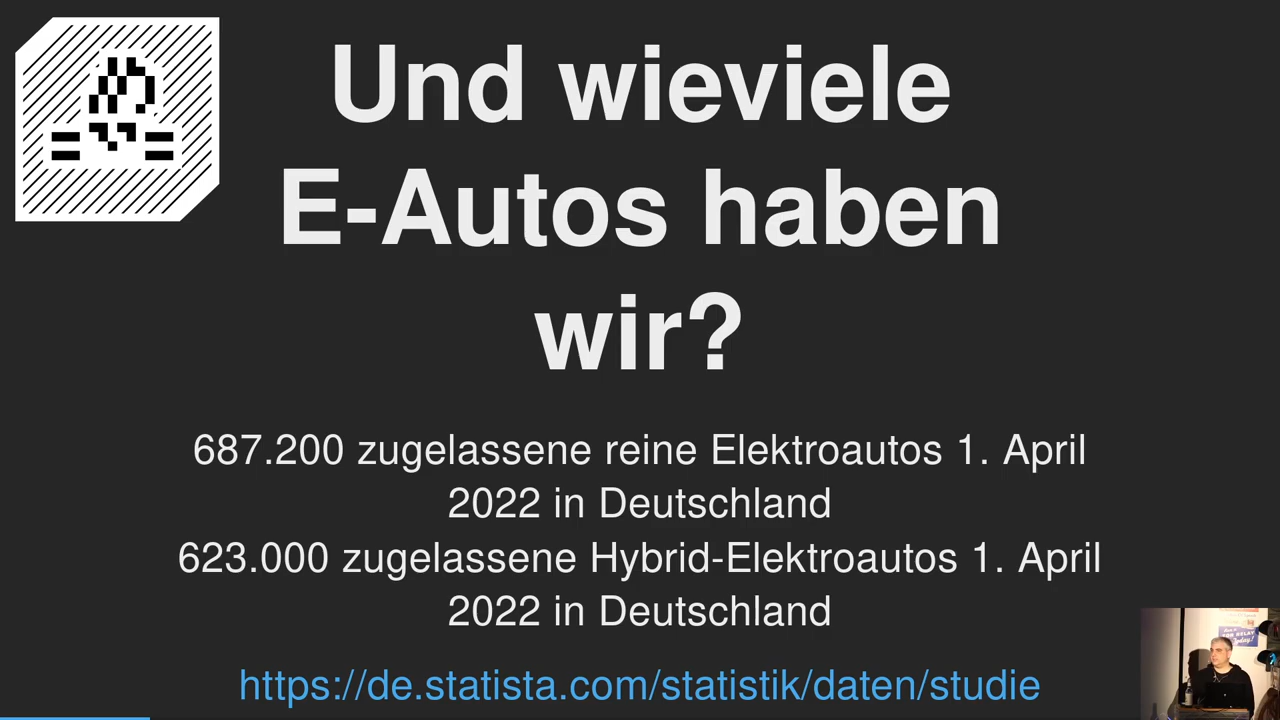 Und wieviele
E-Autos haben
wir?
687.200 zugelassene reine Elektroautos 1. April
2022 in Deutschland
623.000 zugelassene Hybrid-Elektroautos 1. April
2022 in Deutschland
https://de.statista.com/statistik/daten/studie